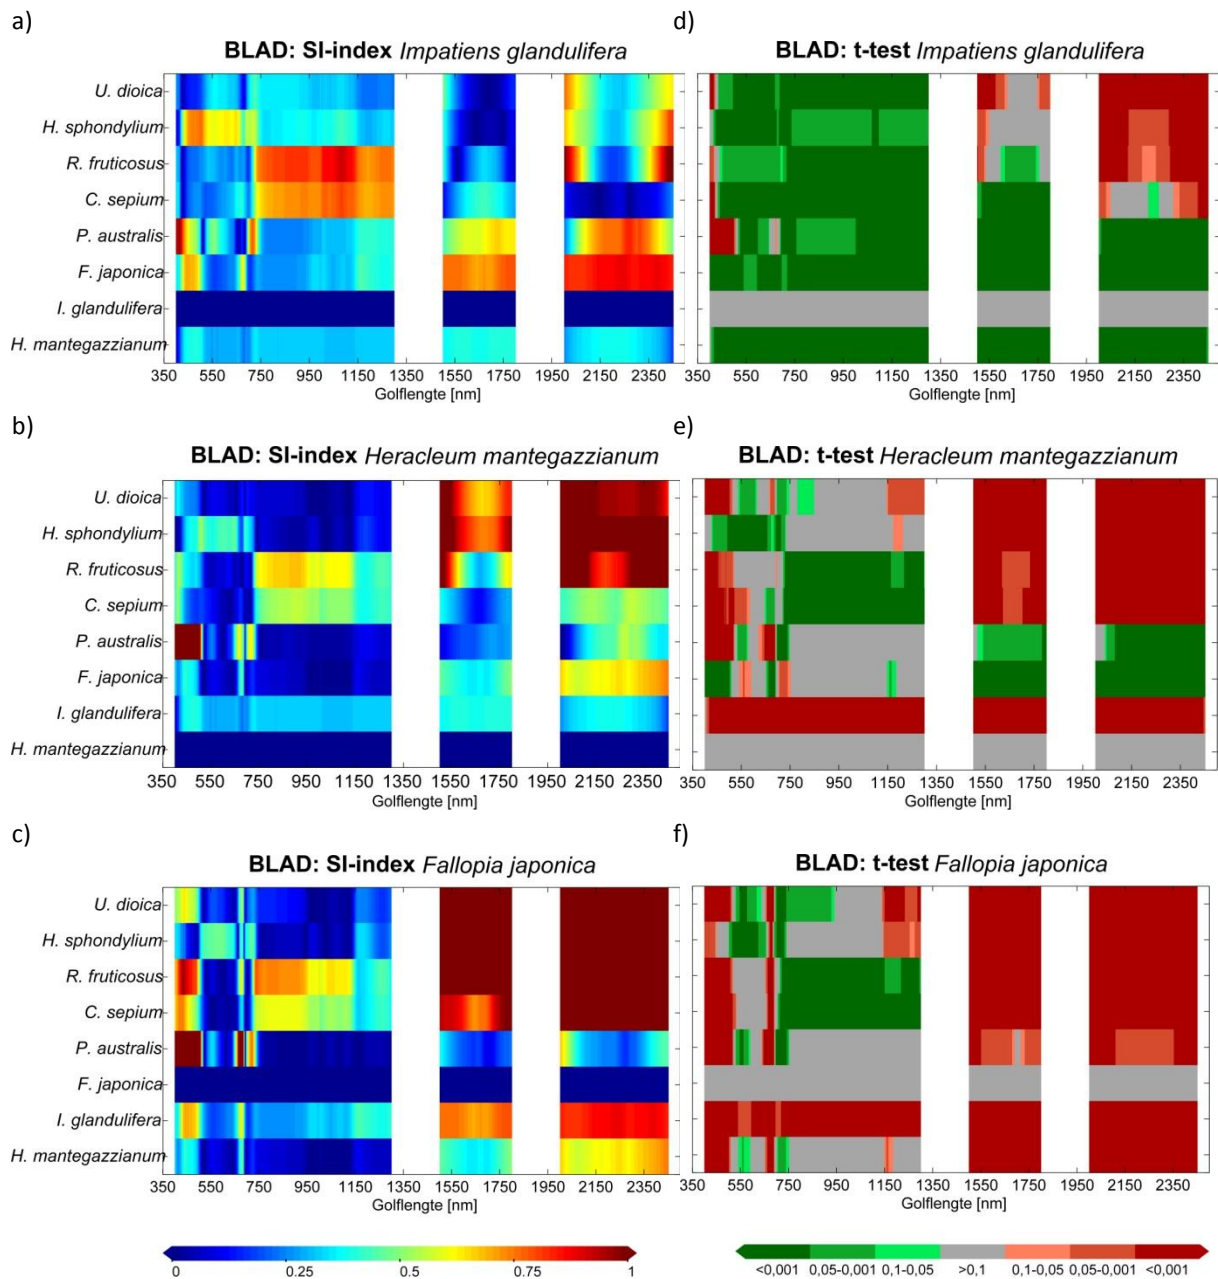 a)
BLAD: SI-index Impatiens glandulifera
U. dioica
H. sphondylium
R. fruticosus
C. sepium
P. australis
F. japonica
I. glandulifera
H. mantegazzianum
350 550 750 950 1150 1350 1550 1750 1950 2150 2350
Golflengte [nm]
d)
BLAD: t-test Impatiens glandulifera
350 550 750 950 1150 1350 1550 1750 1950 2150 2350
Golflengte [nm]
b)
BLAD: SI-index Heracleum mantegazzianum
U. dioica
H. sphondylium
R. fruticosus
C. sepium
P. australis
F. japonica
I. glandulifera
H. mantegazzianum
350 550 750 950 1150 1350 1550 1750 1950 2150 2350
Golflengte [nm]
e)
BLAD: t-test Heracleum mantegazzianum
350 550 750 950 1150 1350 1550 1750 1950 2150 2350
Golflengte [nm]
c)
BLAD: SI-index Fallopia japonica
U. dioica
H. sphondylium
R. fruticosus
C. sepium
P. australis
F. japonica
I. glandulifera
H. mantegazzianum
350 550 750 950 1150 1350 1550 1750 1950 2150 2350
Golflengte [nm]
f)
BLAD: t-test Fallopia japonica
350 550 750 950 1150 1350 1550 1750 1950 2150 2350
Golflengte [nm]
0 0.25 0.5 0.75 1
<0,001 0,05-0,001 0,1-0,05 >0,1 0,1-0,05 0,05-0,001 <0,001